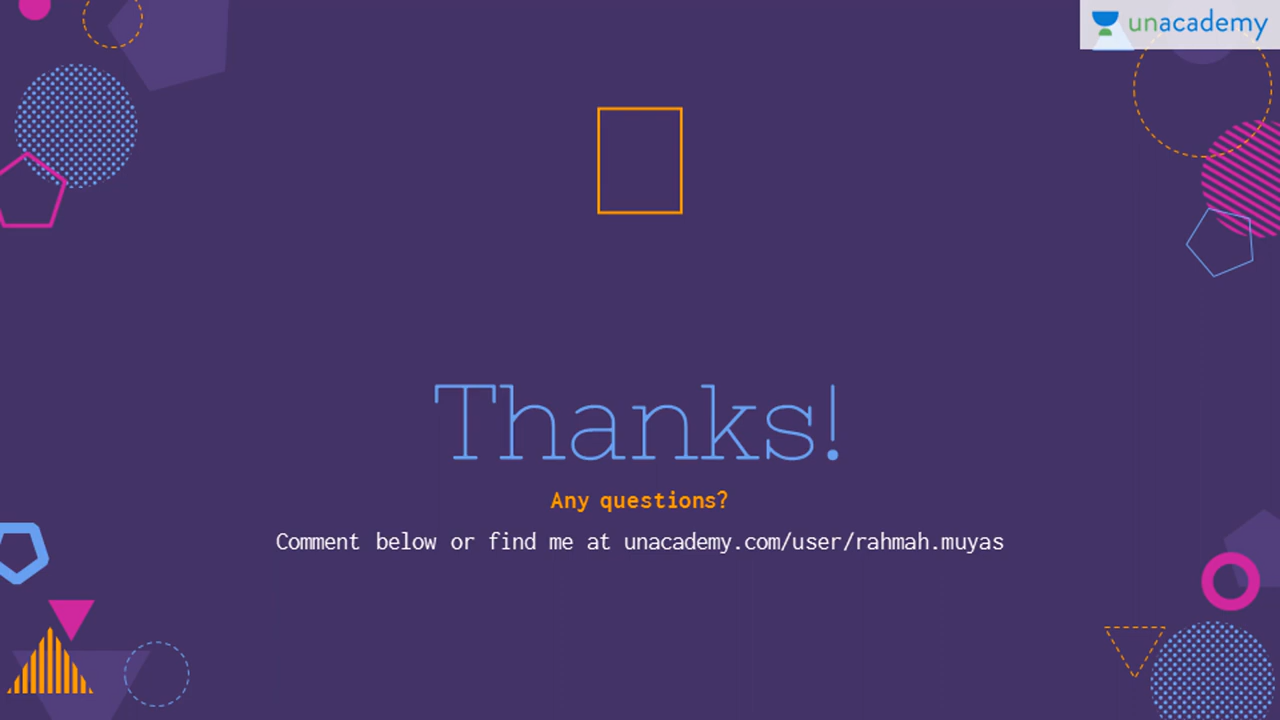 unacademy
Thanks!
Any questions?
Comment below or find me at unacademy.com/user/rahmah.muyas